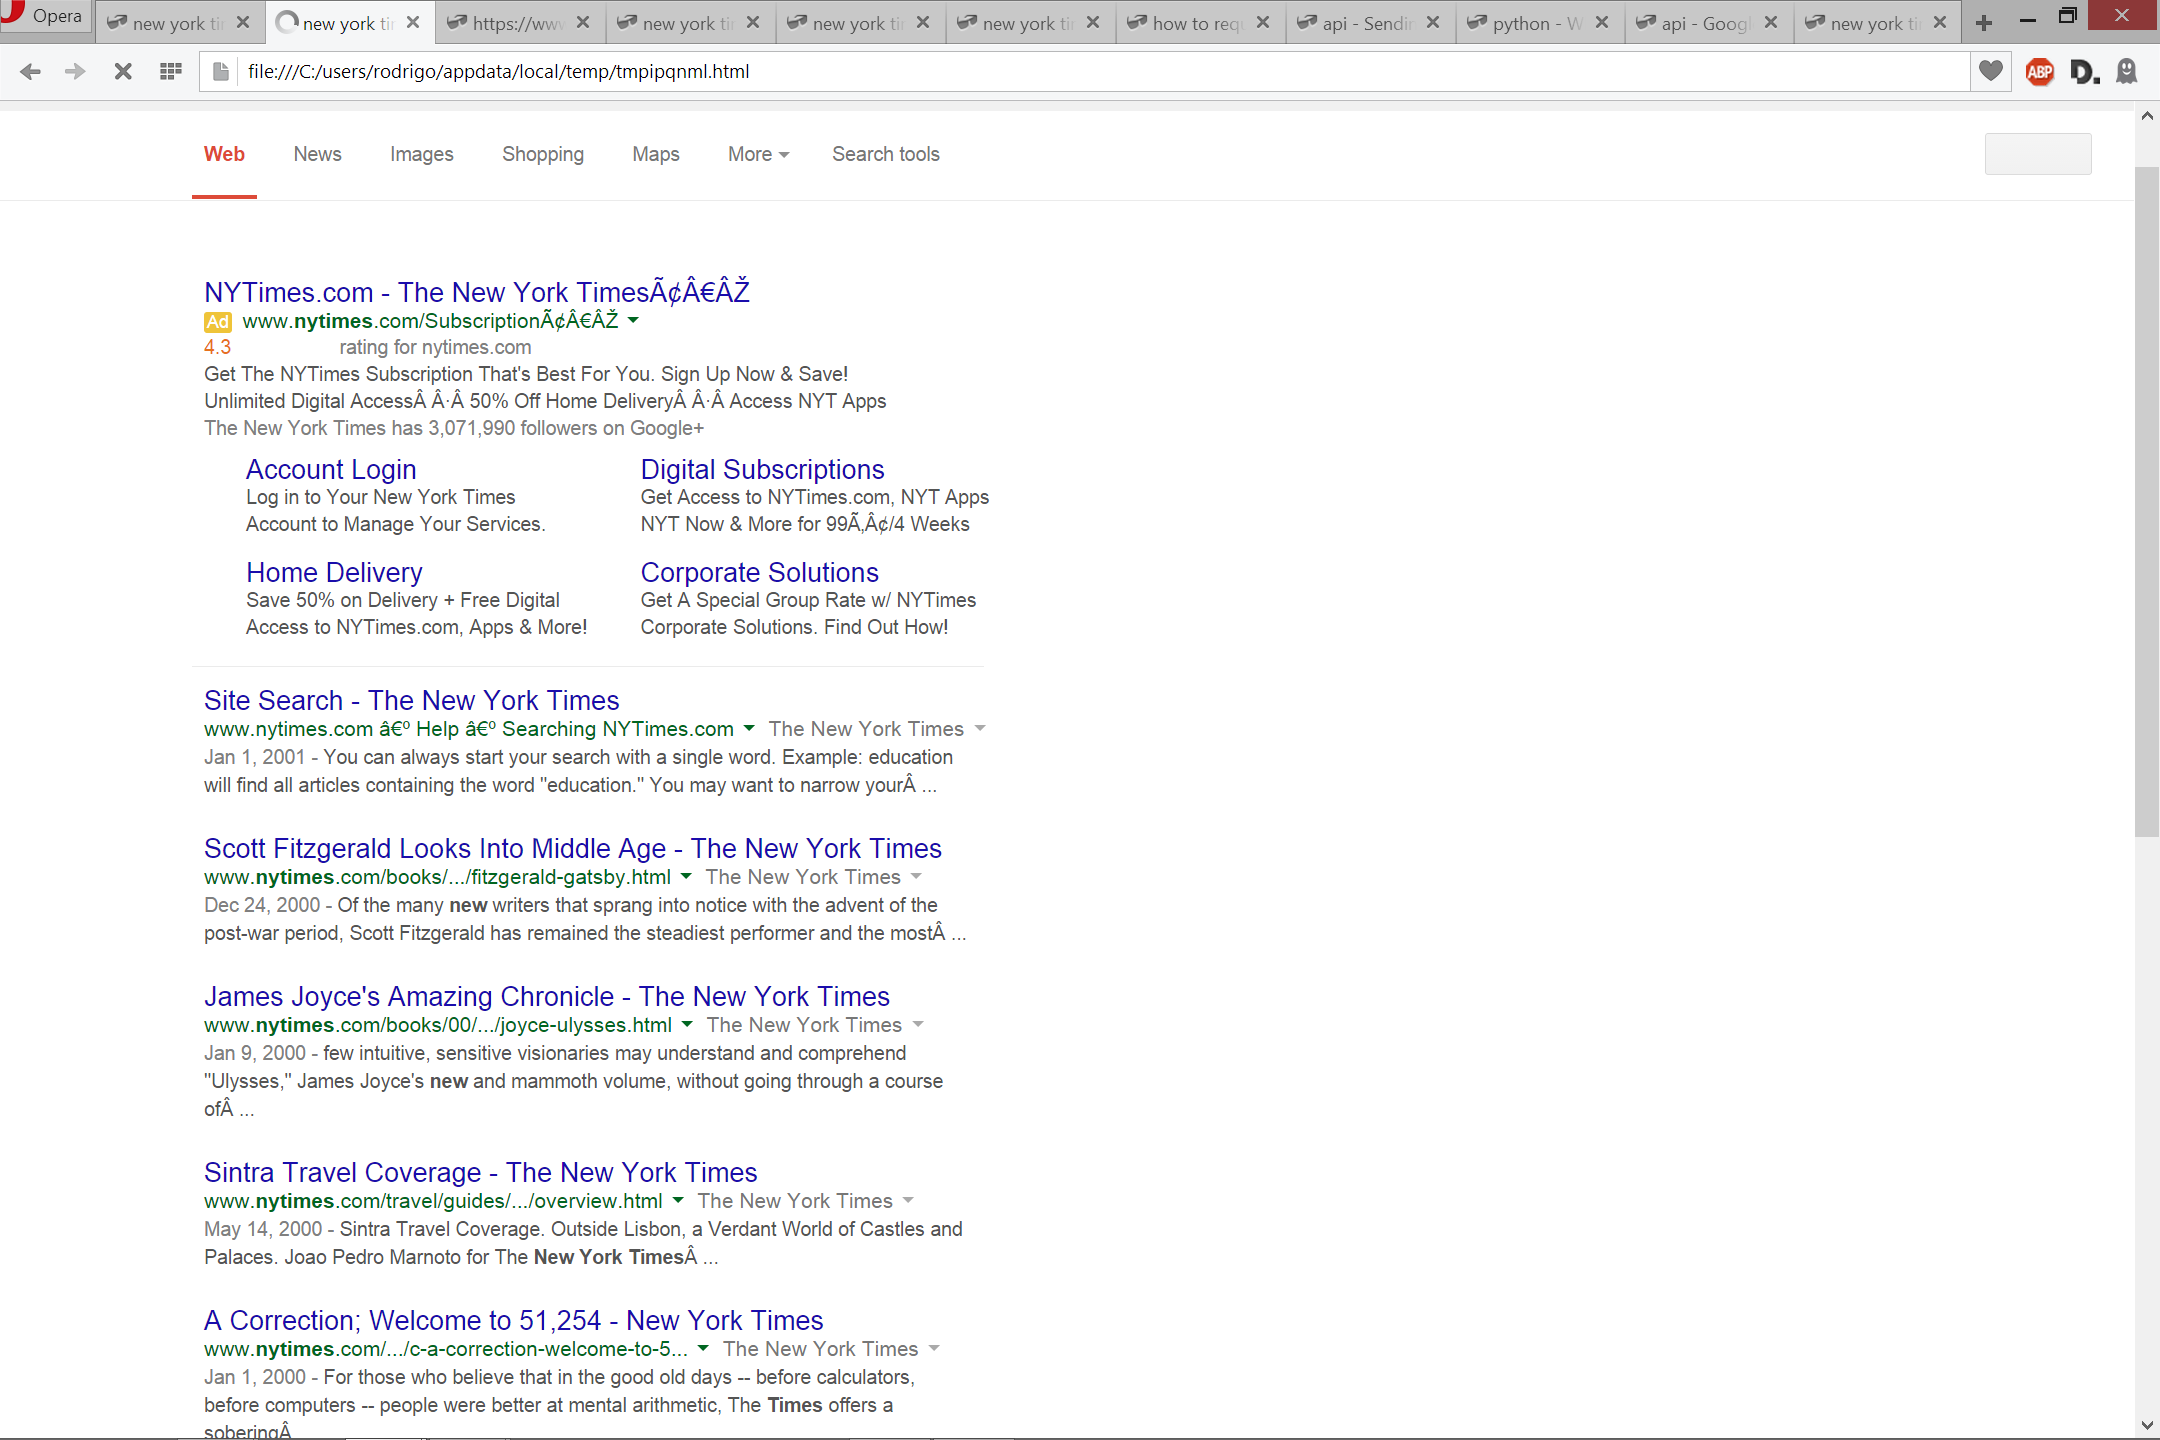 Opera
new york ti
new york ti
https://www
new york ti
new york ti
new york ti
how to requ
api - Sendin
python - W
api - Googl
new york ti
file:///C:/users/rodrigo/appdata/local/temp/tmpipqnml.html
ABP
D.
Web News Images Shopping Maps More Search tools
NYTimes.com - The New York TimesÃ¢Â€ÂŽ
Ad www.nytimes.com/SubscriptionÃ¢Â€ÂŽ
4.3 rating for nytimes.com
Get The NYTimes Subscription That's Best For You. Sign Up Now & Save!
Unlimited Digital AccessÂ Â·Â 50% Off Home DeliveryÂ Â·Â Access NYT Apps
The New York Times has 3,071,990 followers on Google+
Account Login
Log in to Your New York Times
Account to Manage Your Services.
Digital Subscriptions
Get Access to NYTimes.com, NYT Apps
NYT Now & More for 99Ã‚Â¢/4 Weeks
Home Delivery
Save 50% on Delivery + Free Digital
Access to NYTimes.com, Apps & More!
Corporate Solutions
Get A Special Group Rate w/ NYTimes
Corporate Solutions. Find Out How!
Site Search - The New York Times
www.nytimes.com â€º Help â€º Searching NYTimes.com The New York Times
Jan 1, 2001 - You can always start your search with a single word. Example: education
will find all articles containing the word "education." You may want to narrow yourÂ ...
Scott Fitzgerald Looks Into Middle Age - The New York Times
www.nytimes.com/books/.../fitzgerald-gatsby.html The New York Times
Dec 24, 2000 - Of the many new writers that sprang into notice with the advent of the
post-war period, Scott Fitzgerald has remained the steadiest performer and the mostÂ ...
James Joyce's Amazing Chronicle - The New York Times
www.nytimes.com/books/00/.../joyce-ulysses.html The New York Times
Jan 9, 2000 - few intuitive, sensitive visionaries may understand and comprehend
"Ulysses," James Joyce's new and mammoth volume, without going through a course
ofÂ ...
Sintra Travel Coverage - The New York Times
www.nytimes.com/travel/guides/.../overview.html The New York Times
May 14, 2000 - Sintra Travel Coverage. Outside Lisbon, a Verdant World of Castles and
Palaces. Joao Pedro Marnoto for The New York TimesÂ ...
A Correction; Welcome to 51,254 - New York Times
www.nytimes.com/.../c-a-correction-welcome-to-5... The New York Times
Jan 1, 2000 - For those who believe that in the good old days -- before calculators,
before computers -- people were better at mental arithmetic, The Times offers a
soberingÂ